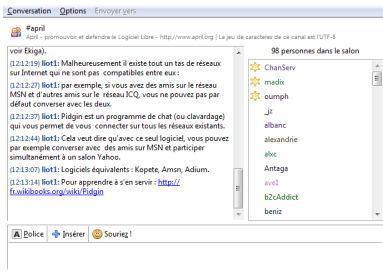 Conversation Options Envoyer vers
#april
April - promouvoir et défendre le Logiciel Libre - http://www.april.org | Le jeu de caractères de ce canal est l'UTF-8
voir Ekiga).
(12:12:19) liot1: Malheureusement il existe tout un tas de réseaux
sur Internet qui ne sont pas compatibles entre eux :
(12:12:27) liot1: par exemple, si vous avez des amis sur le réseau
MSN et d'autres amis sur le réseau ICQ, vous ne pouvez pas par
défaut converser avec les deux.
(12:12:37) liot1: Pidgin est un programme de chat (ou clavardage)
qui vous permet de vous connecter sur tous les réseaux existants.
(12:12:44) liot1: Cela veut dire qu'avec ce seul logiciel, vous pouvez
par exemple converser avec des amis sur MSN et participer
simultanément à un salon Yahoo.
(12:13:07) liot1: Logiciels équivalents : Kopete, Amsn, Adium.
(12:13:14) liot1: Pour apprendre à s'en servir : http://
fr.wikibooks.org/wiki/Pidgin
98 personnes dans le salon
ChanServ
madix
oumph
_jz
albanc
alexandrie
alxc
Antaga
ave1
b2cAddict
beniz
A Police Insérer Souriez !